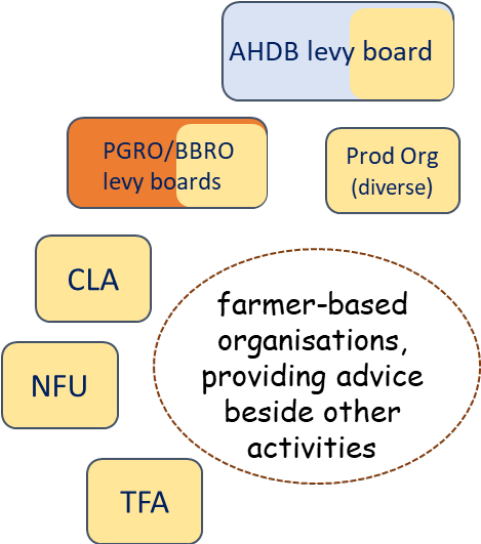 AHDB levy board
PGRO/BBRO
levy boards
Prod Org
(diverse)
CLA
farmer-based
organisations,
providing advice
beside other
activities
NFU
TFA